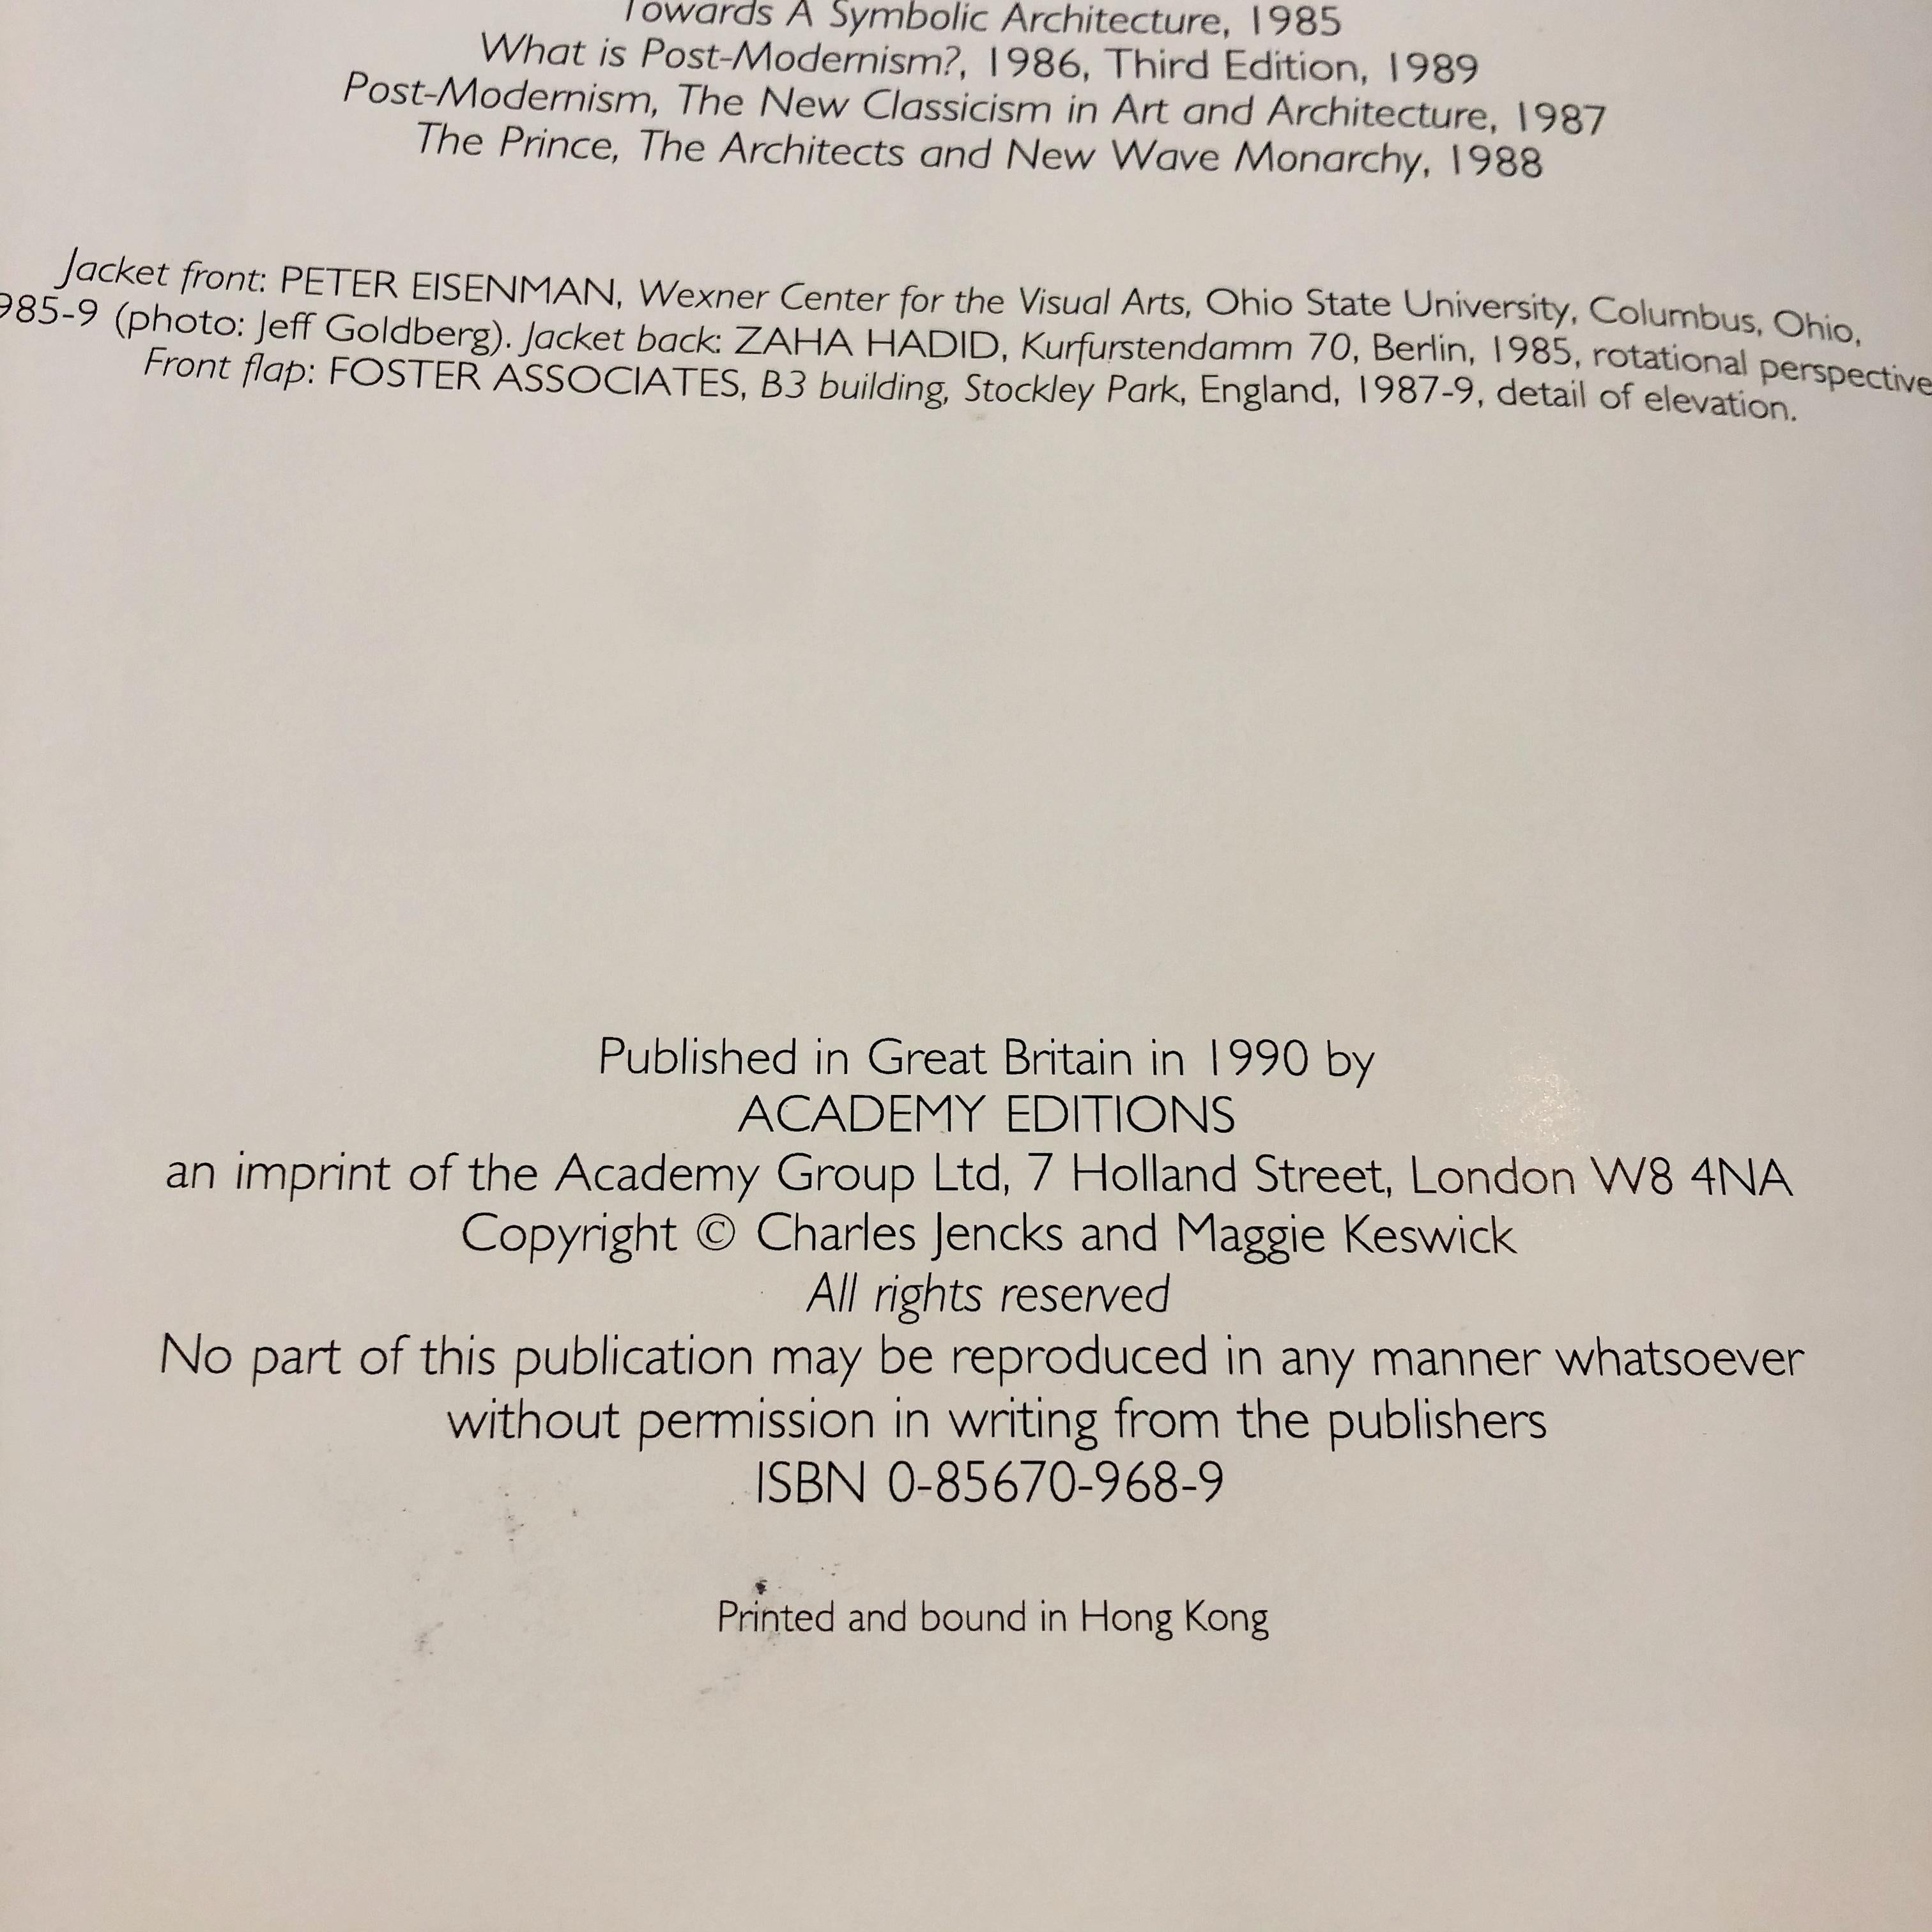 Towards A Symbolic Architecture, 1985
What is Post-Modernism?, 1986, Third Edition, 1989
Post-Modernism, The New Classicism in Art and Architecture, 1987
The Prince, The Architects and New Wave Monarchy, 1988
Jacket front: PETER EISENMAN, Wexner Center for the Visual Arts, Ohio State University, Columbus, Ohio,
985-9 (photo: Jeff Goldberg). Jacket back: ZAHA HADID, Kurfurstendamm 70, Berlin, 1985, rotational perspective
Front flap: FOSTER ASSOCIATES, B3 building, Stockley Park, England, 1987-9, detail of elevation.
Published in Great Britain in 1990 by
ACADEMY EDITIONS
an imprint of the Academy Group Ltd, 7 Holland Street, London W8 4NA
Copyright © Charles Jencks and Maggie Keswick
All rights reserved
No part of this publication may be reproduced in any manner whatsoever
without permission in writing from the publishers
ISBN 0-85670-968-9
Printed and bound in Hong Kong